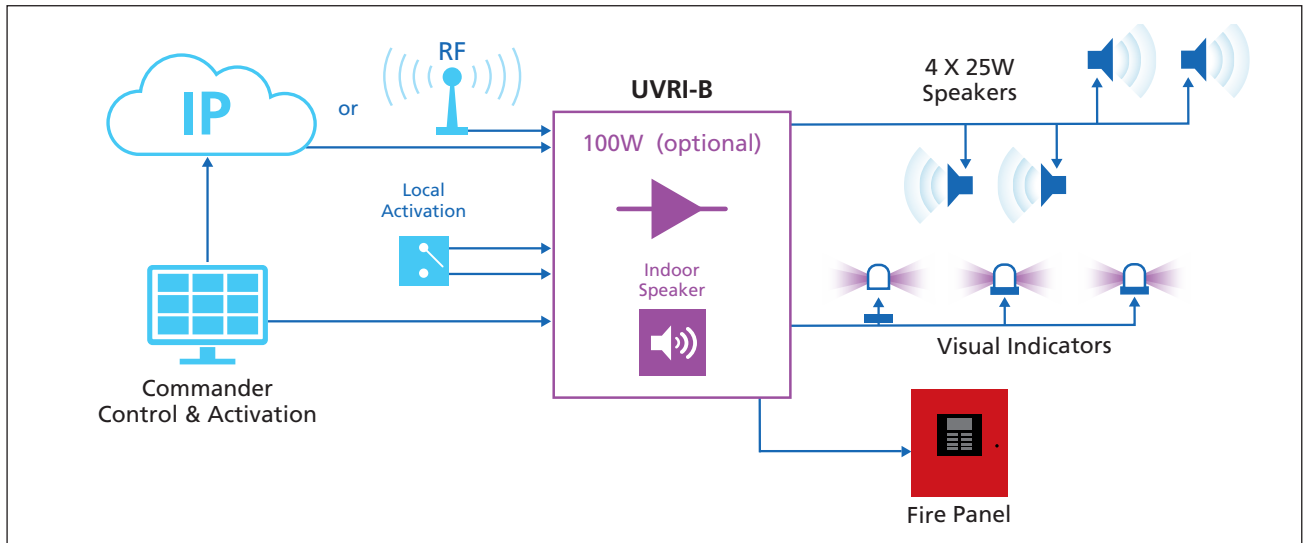 IP
or
RF
UVRI-B
100W (optional)
4 X 25W
Speakers
Local
Activation
Indoor
Speaker
Visual Indicators
Commander
Control & Activation
Fire Panel